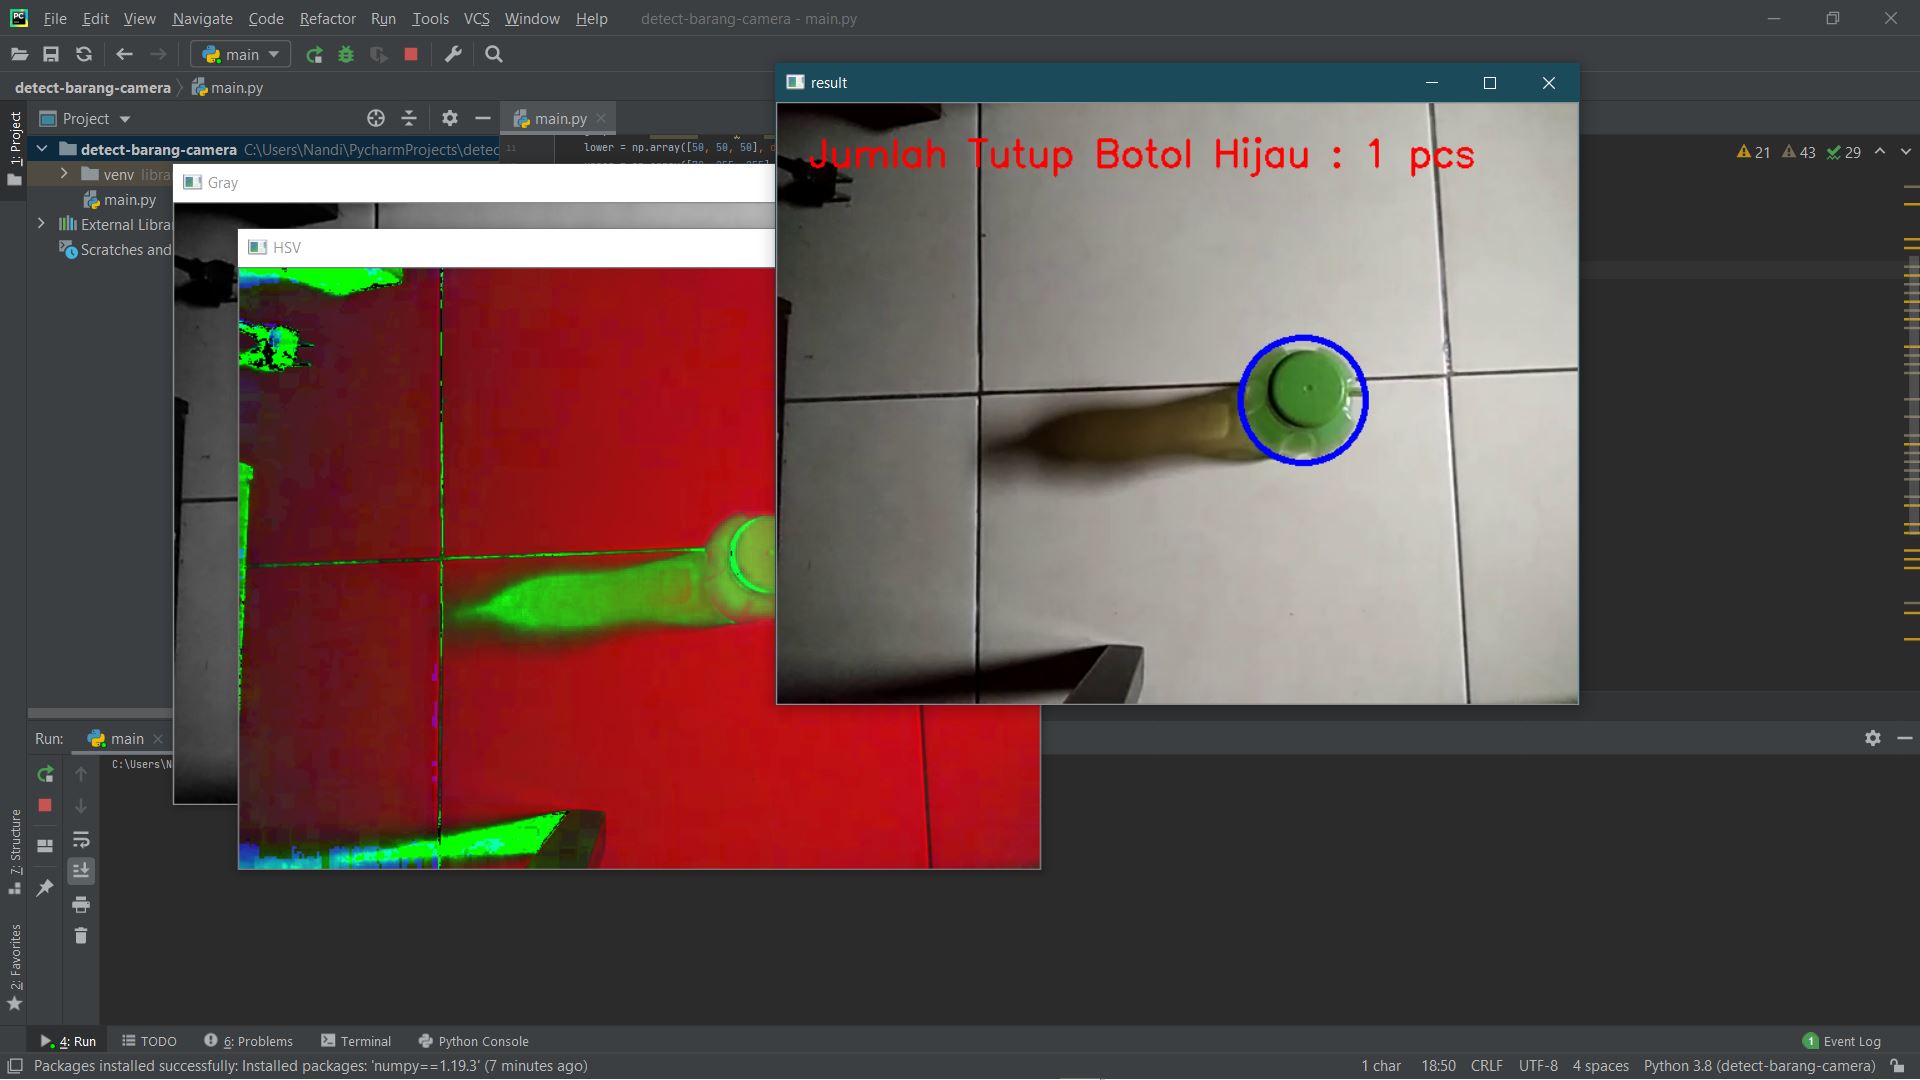 File Edit View Navigate Code Refactor Run Tools VCS Window Help detect-barang-camera - main.py
main
detect-barang-camera main.py
1: Project
Project
main.py
result
detect-barang-camera C:\Users\Nandi\PycharmProjects\detec
11 lower = np.array([50, 50, 50],
Jumlah Tutup Botol Hijau : 1 pcs
21 43 29
venv libra
Gray
main.py
External Libra
Scratches and
HSV
Run: main
C:\Users\N
7: Structure
2: Favorites
4: Run TODO 6: Problems Terminal Python Console 1 Event Log
Packages installed successfully: Installed packages: 'numpy==1.19.3' (7 minutes ago) 1 char 18:50 CRLF UTF-8 4 spaces Python 3.8 (detect-barang-camera)